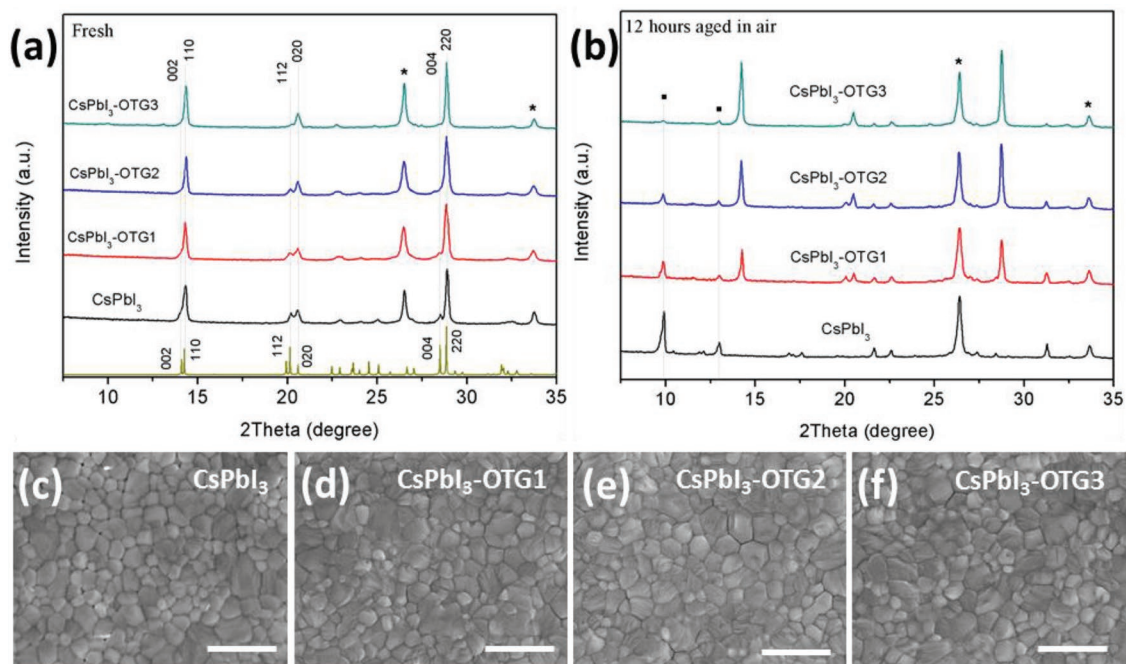 (a)
Fresh
002
110
112
020
*
004
220
*
CsPbI₃-OTG3
CsPbI₃-OTG2
CsPbI₃-OTG1
CsPbI₃
002
110
112
020
004
220
Intensity (a.u.)
10 15 20 25 30 35
2Theta (degree)
(b)
12 hours aged in air
▪ ▪ * *
CsPbI₃-OTG3
CsPbI₃-OTG2
CsPbI₃-OTG1
CsPbI₃
Intensity (a.u.)
10 15 20 25 30 35
2Theta (degree)
(c) CsPbI₃
(d) CsPbI₃-OTG1
(e) CsPbI₃-OTG2
(f) CsPbI₃-OTG3